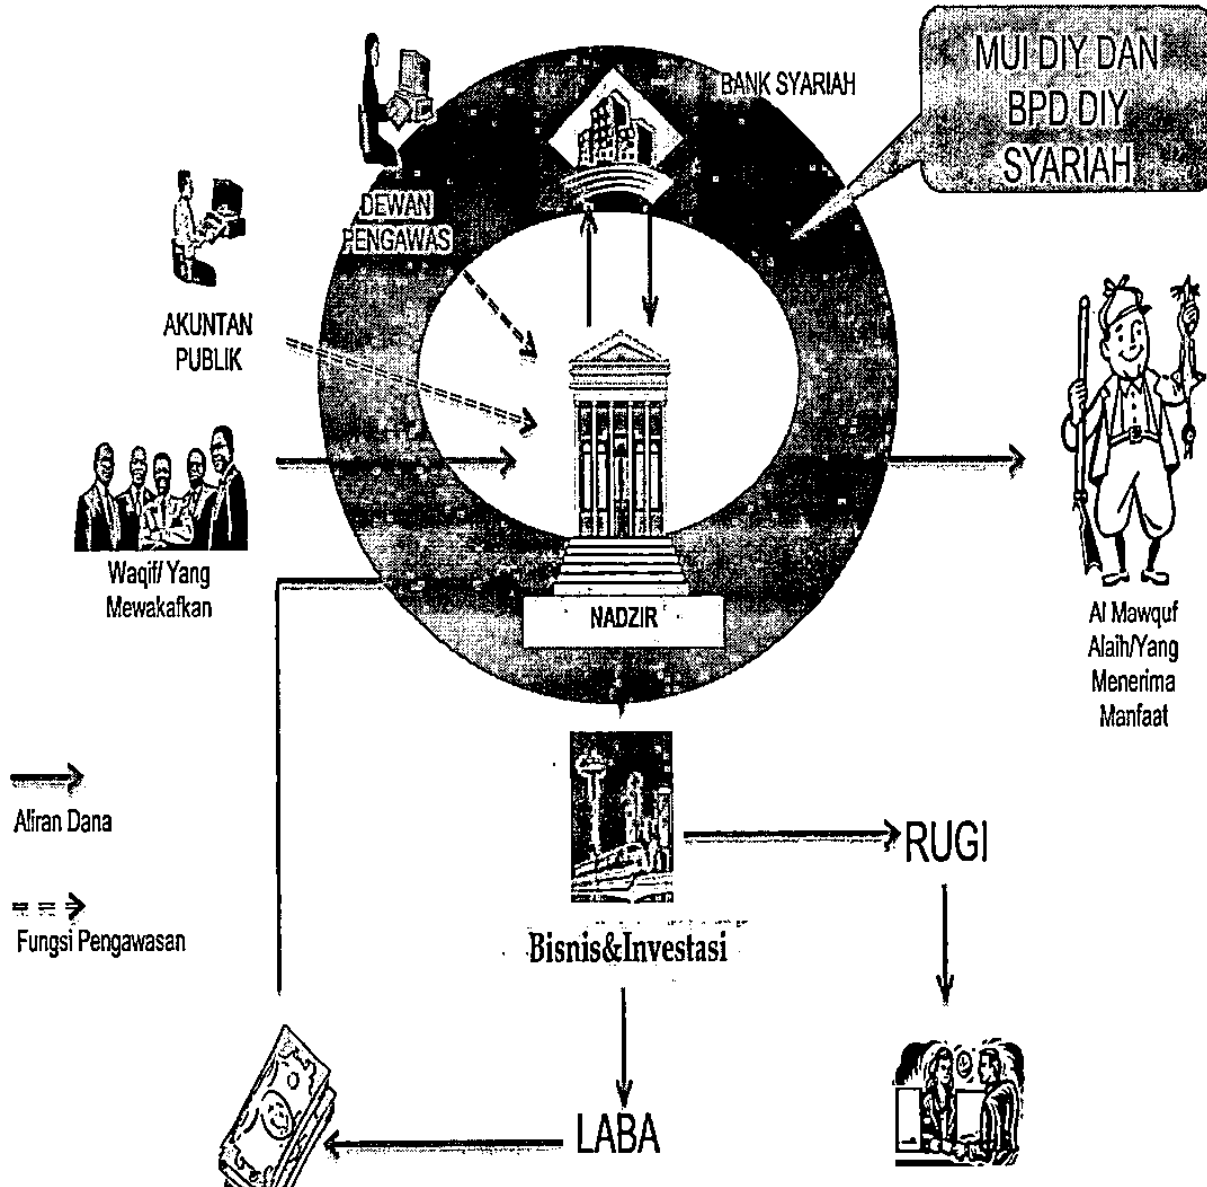 MUI DIY DAN
BPD DIY
SYARIAH
BANK SYARIAH
DEWAN
PENGAWAS
AKUNTAN
PUBLIK
Waqif/ Yang
Mewakafkan
NADZIR
Al Mawquf
Alaih/Yang
Menerima
Manfaat
Aliran Dana
Fungsi Pengawasan
Bisnis&Investasi
RUGI
LABA